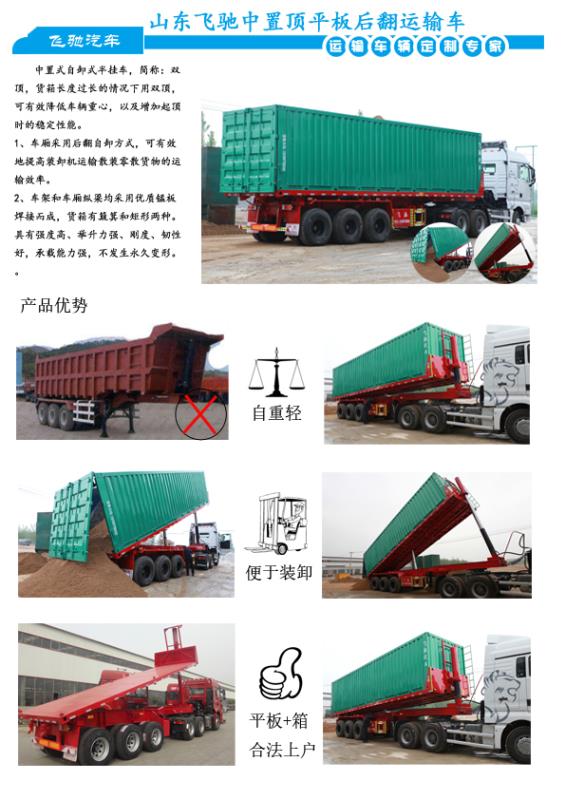 山东飞驰中置顶平板后翻运输车
飞驰汽车
运输车辆定制专家
中置式自卸式半挂车，简称：双
顶，货箱长度过长的情况下用双顶，
可有效降低车辆重心，以及增加起顶
时的稳定性能。
1、车厢采用后翻自卸方式，可有效
地提高装卸机运输散装零散货物的运
输效率。
2、车架和车厢纵梁均采用优质锰板
焊接而成，货箱有簸箕和矩形两种。
具有强度高、举升力强、刚度、韧性
好，承载能力强，不发生永久变形。
。
产品优势
自重轻
便于装卸
平板+箱
合法上户